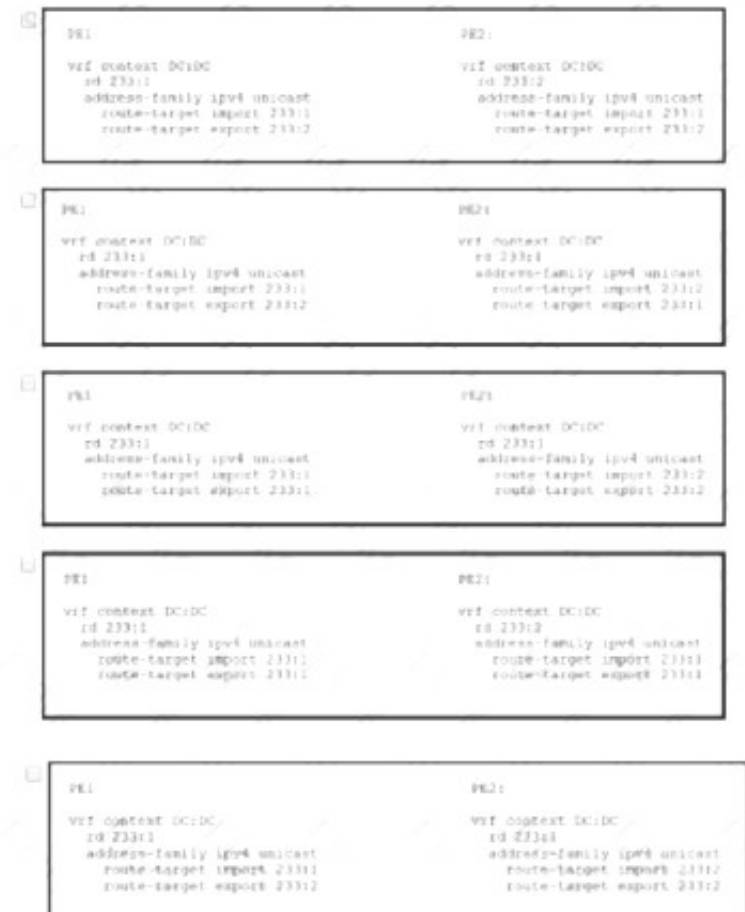 PE1 PE2:
vrf context DC:DC vrf context DC:DC
rd 233:1 rd 233:2
address-family ipv4 unicast address-family ipv4 unicast
route-target import 233:1 route-target import 233:1
route-target export 233:2 route-target export 233:2
PE1 PE2:
vrf context DC:DC vrf context DC:DC
rd 233:1 rd
address-family ipv4 unicast address-family ipv4 unicast
route-target import 233:1 route-target import 233:2
route-target export 233:2 route-target export 233:1
PE1 PE2:
vrf context DC:DC vrf context DC:DC
rd 233:1 rd 233:1
address-family ipv4 unicast address-family ipv4 unicast
route-target import 233:1 route-target import 233:2
route-target export 233:1 route-target export 233:2
PE1 PE2:
vrf context DC:DC vrf context DC:DC
rd 233:1 rd 233:2
address-family ipv4 unicast address-family ipv4 unicast
route-target import 233:1 route-target import 233:1
route-target export 233:1 route-target export 233:1
PE1 PE2:
vrf context DC:DC vrf context DC:DC
rd 233:1 rd
address-family ipv4 unicast address-family ipv4 unicast
route-target import 233:1 route-target import 233:2
route-target export 233:2 route-target export 233:2